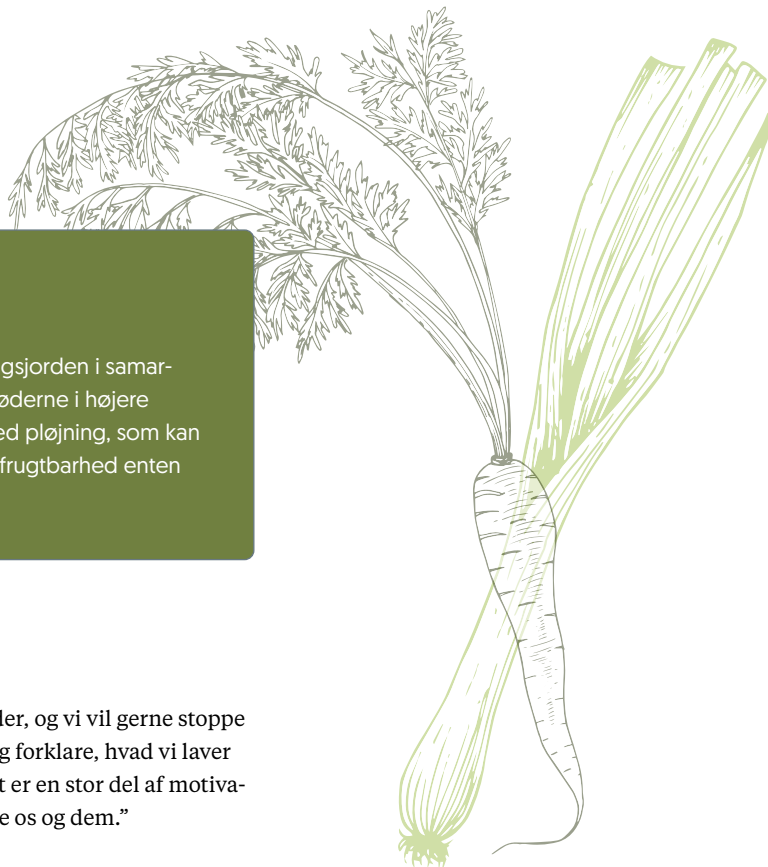 gsjorden i samar-
øderne i højere
ed pløjning, som kan
frugtbarhed enten
der, og vi vil gerne stoppe
g forklare, hvad vi laver
t er en stor del af motiva-
e os og dem.”